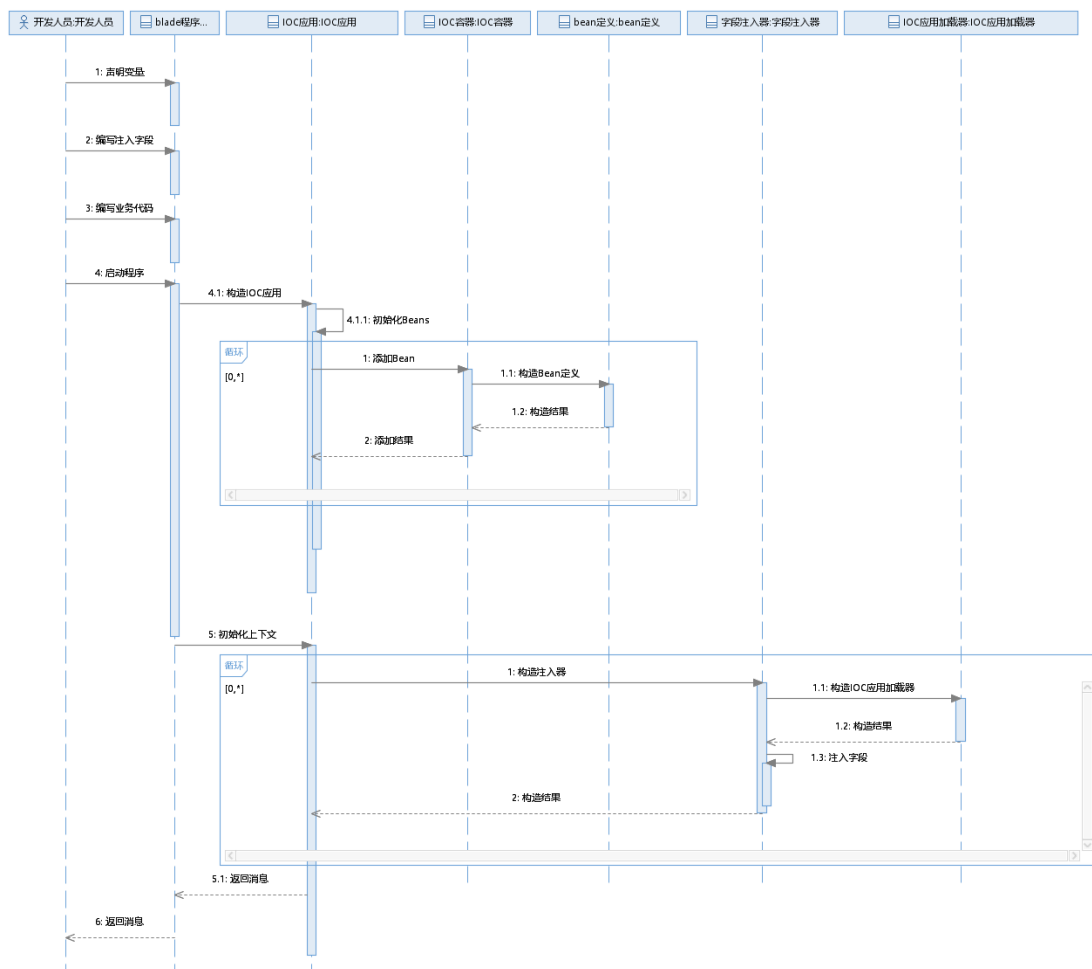 开发人员:开发人员
blade程序...
IOC应用:IOC应用
IOC容器:IOC容器
bean定义:bean定义
字段注入器:字段注入器
IOC应用加载器:IOC应用加载器
1: 声明变量
2: 编写注入字段
3: 编写业务代码
4: 启动程序
4.1: 构造IOC应用
4.1.1: 初始化Beans
循环
[0,*]
1: 添加Bean
1.1: 构造Bean定义
1.2: 构造结果
2: 添加结果
5: 初始化上下文
循环
[0,*]
1: 构造注入器
1.1: 构造IOC应用加载器
1.2: 构造结果
1.3: 注入字段
2: 构造结果
5.1: 返回消息
6: 返回消息